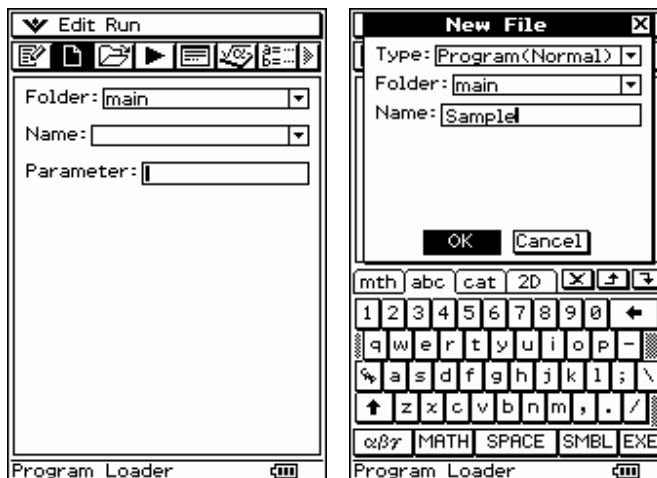 Edit Run
Folder: main
Name:
Parameter:
Program Loader
New File
Type: Program(Normal)
Folder: main
Name: Sample
OK Cancel
mth abc cat 2D
1 2 3 4 5 6 7 8 9 0
q w e r t y u i o p -
a s d f g h j k l ; \
z x c v b n m , . /
αβγ MATH SPACE SMBL EXE
Program Loader